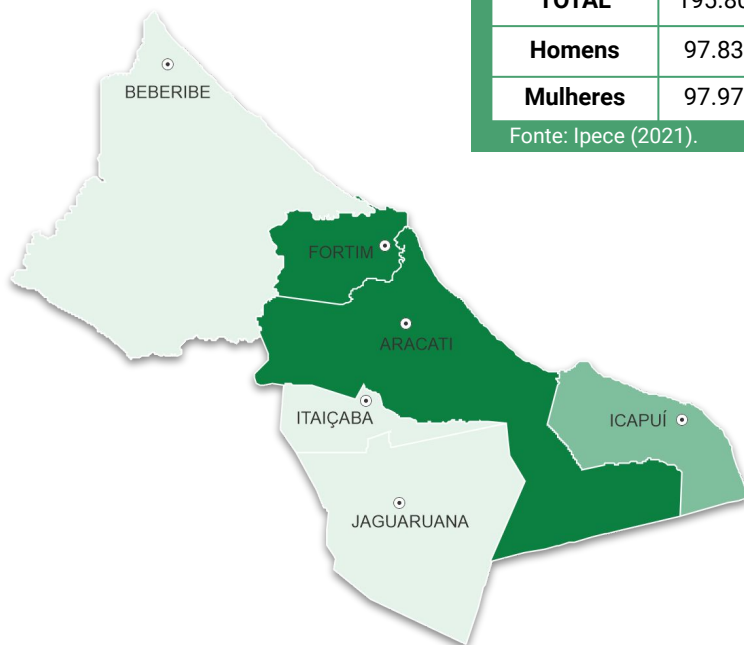 TOTAL
Homens
Mulheres
Fonte: Ipece (2021).
BEBERIBE
FORTIM
ARACATI
ITAIÇABA
ICAPUÍ
JAGUARUANA